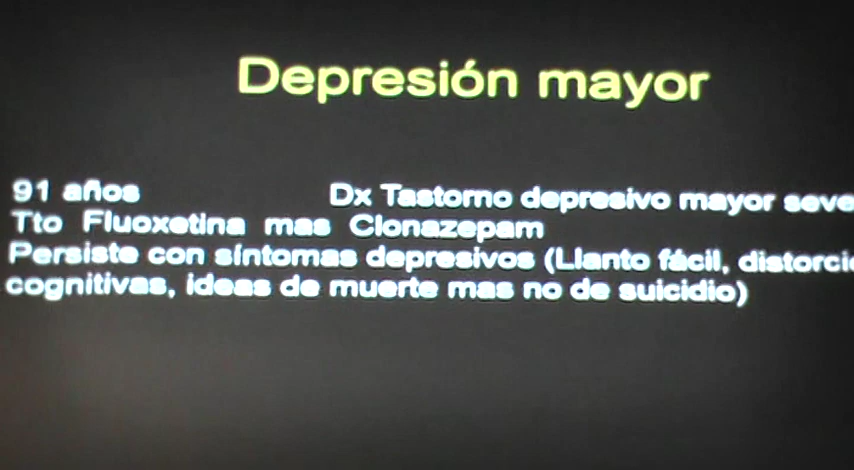 Depresión mayor
91 años Dx Tastorno depresivo mayor seve
Tto Fluoxetina mas Clonazepam
Persiste con síntomas depresivos (Llanto fácil, distorcio
cognitivas, ideas de muerte mas no de suicidio)